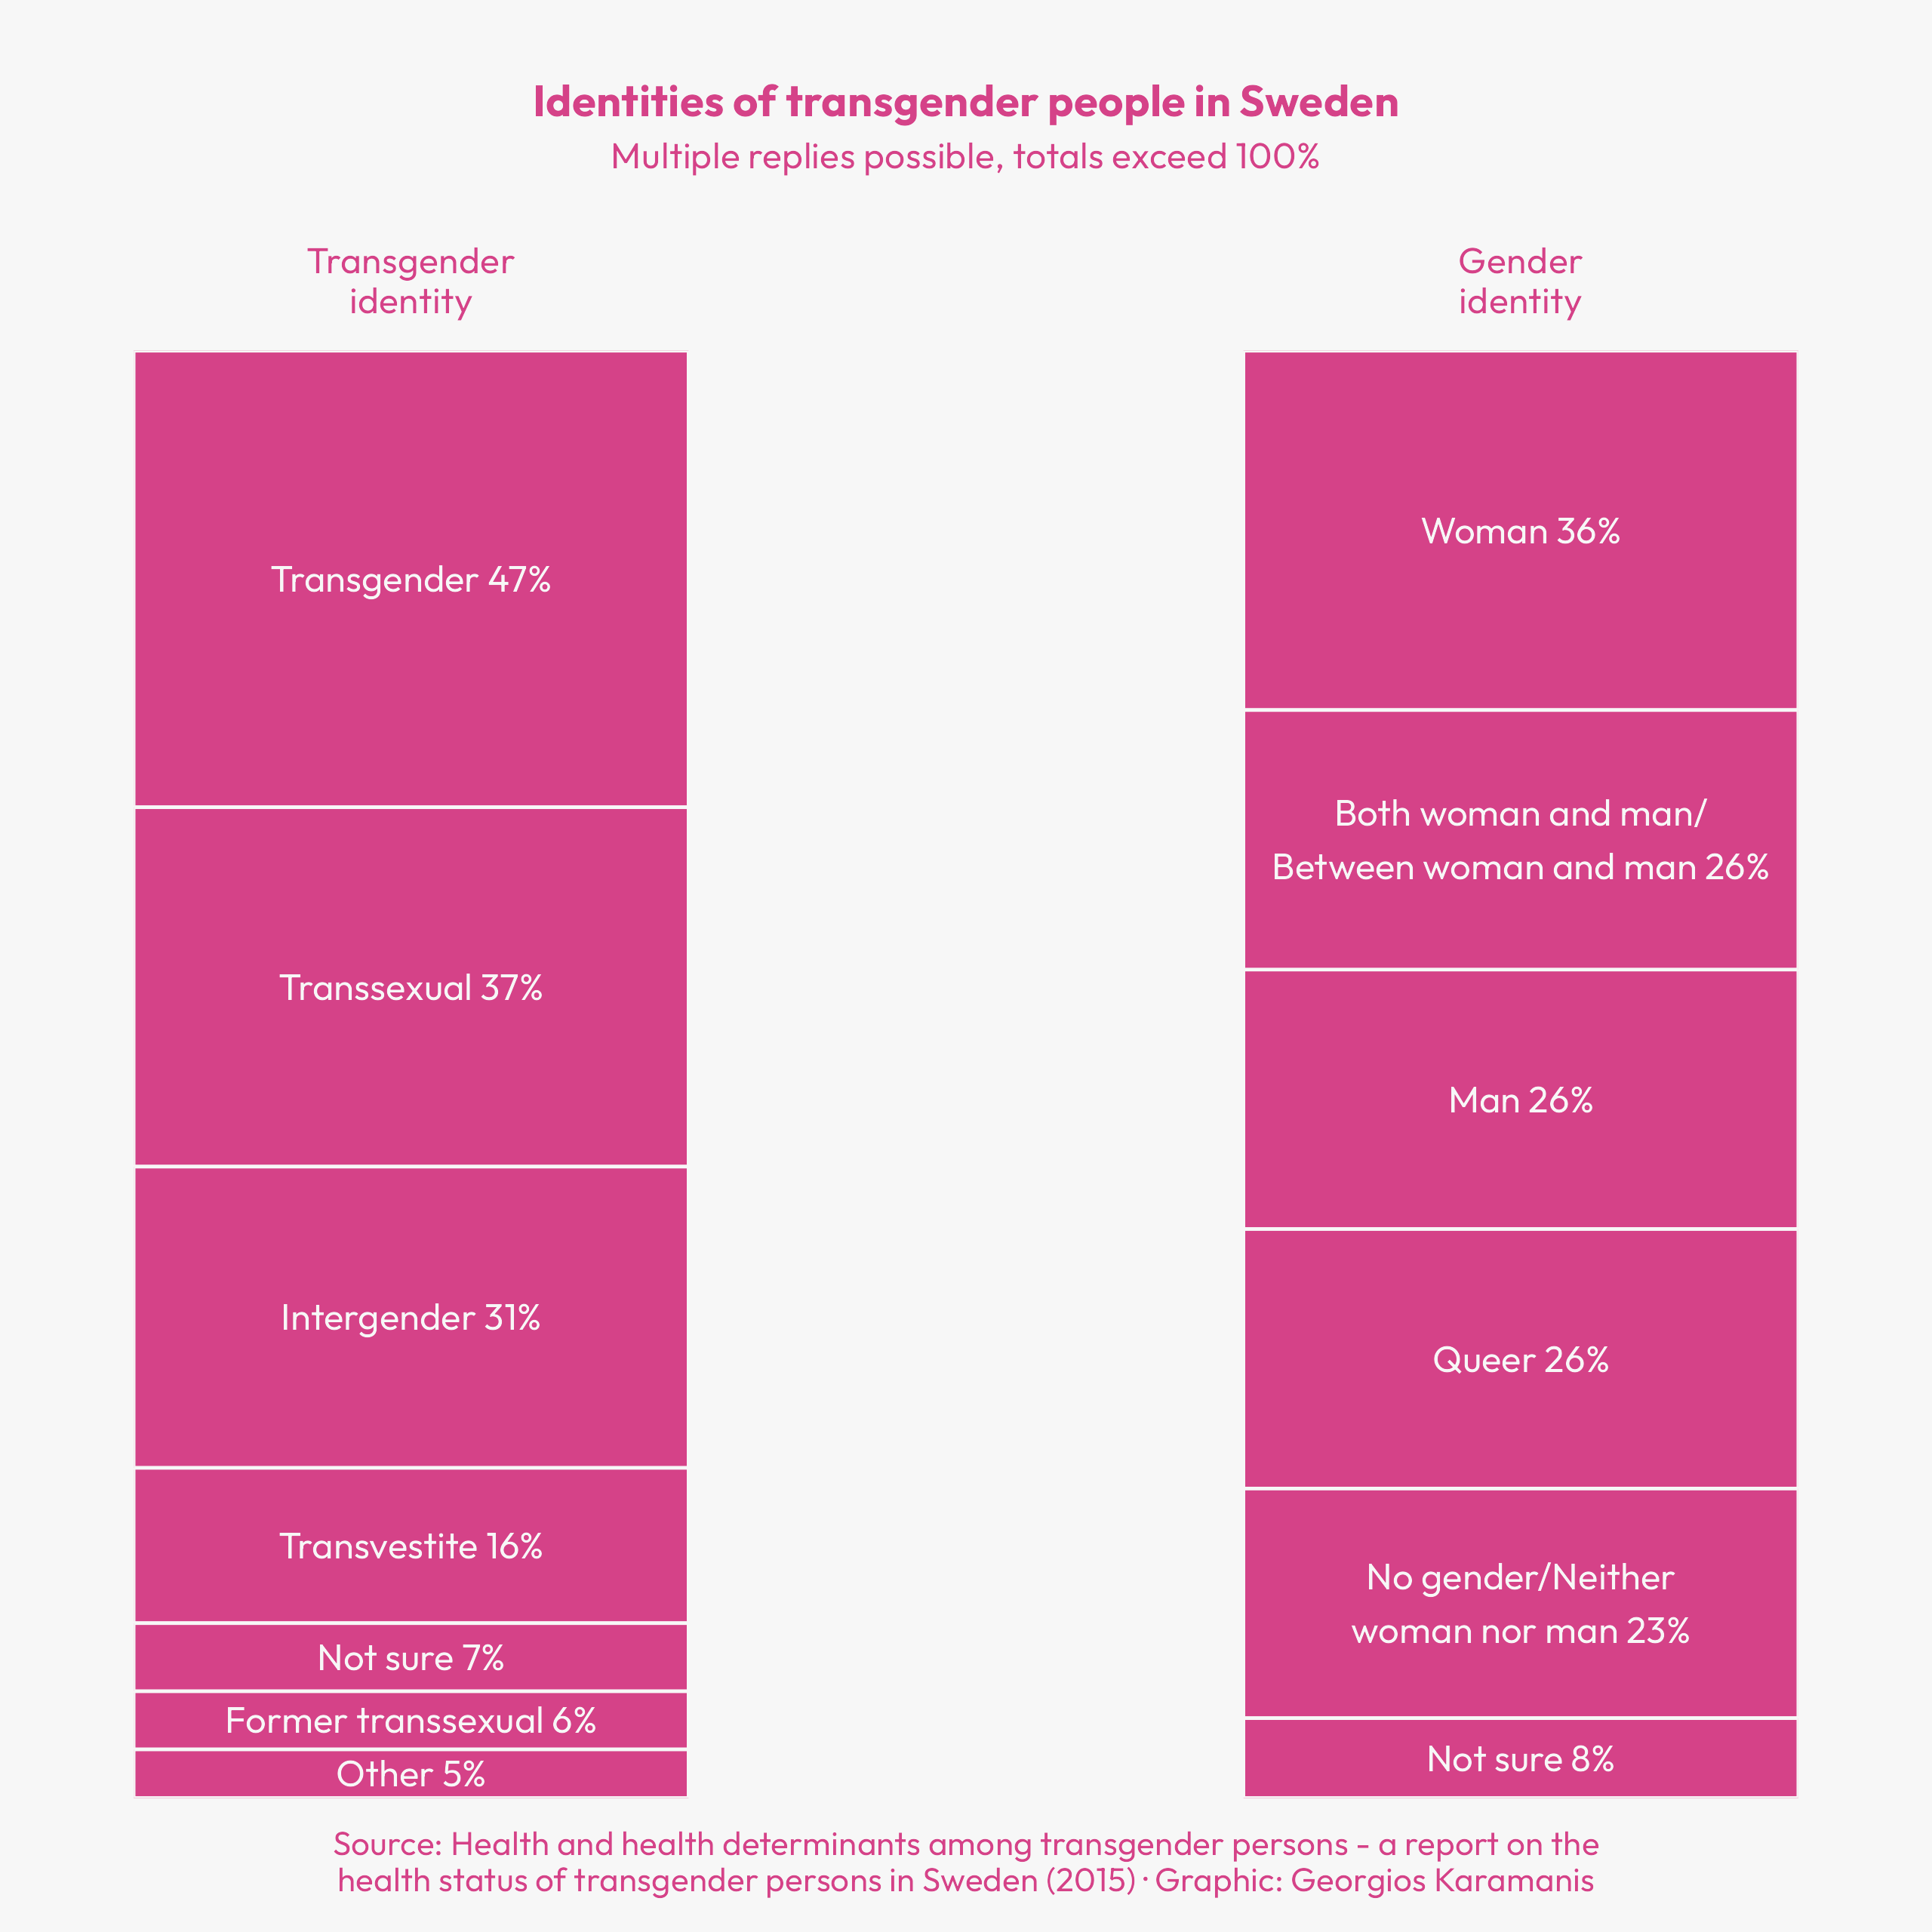 Identities of transgender people in Sweden
Multiple replies possible, totals exceed 100%
Transgender
identity
Transgender 47%
Transsexual 37%
Intergender 31%
Transvestite 16%
Not sure 7%
Former transsexual 6%
Other 5%
Gender
identity
Woman 36%
Both woman and man/
Between woman and man 26%
Man 26%
Queer 26%
No gender/Neither
woman nor man 23%
Not sure 8%
Source: Health and health determinants among transgender persons - a report on the
health status of transgender persons in Sweden (2015) · Graphic: Georgios Karamanis